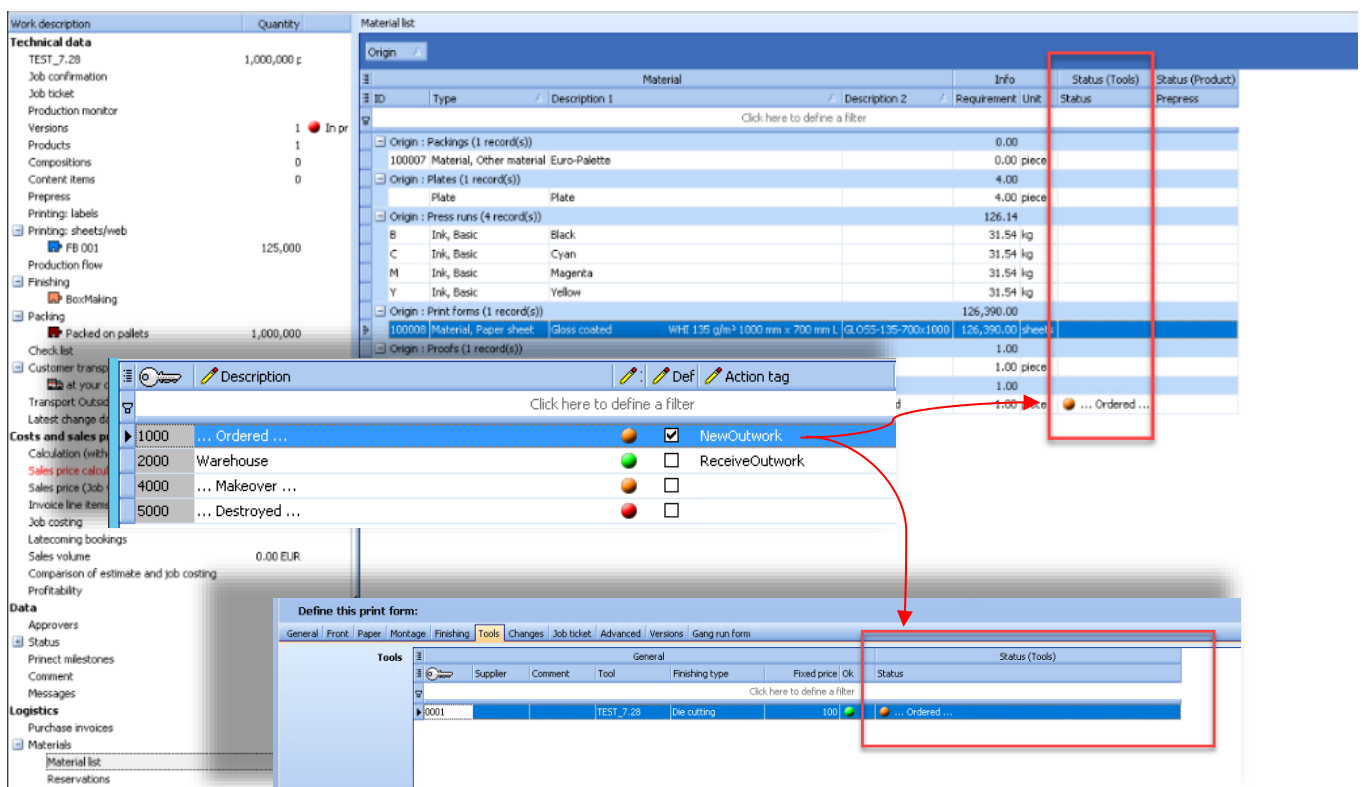 Work description Quantity
Technical data
TEST_7.28 1,000,000 p
Job confirmation
Job ticket
Production monitor
Versions 1 In pr
Products 1
Compositions 0
Content items 0
Prepress
Printing: labels
Printing: sheets/web
FB 001 125,000
Production flow
Finishing
BoxMaking
Packing
Packed on pallets 1,000,000
Check list
Customer transp
at your
Transport Outsid
Latest change da
Costs and sales pr
Calculation (with
Sales price calcul
Sales price (Job
Invoice line items
Job costing
Latecoming bookings
Sales volume 0.00 EUR
Comparison of estimate and job costing
Profitability
Data
Approvers
Status
Prinect milestones
Comment
Messages
Logistics
Purchase invoices
Materials
Material list
Reservations
Material list
Origin
Material Info Status (Tools) Status (Product)
ID Type Description 1 Description 2 Requirement Unit Status Prepress
Click here to define a filter
Origin : Packings (1 record(s)) 0.00
100007 Material, Other material Euro-Palette 0.00 piece
Origin : Plates (1 record(s)) 4.00
Plate Plate 4.00 piece
Origin : Press runs (4 record(s)) 126.14
B Ink, Basic Black 31.54 kg
C Ink, Basic Cyan 31.54 kg
M Ink, Basic Magenta 31.54 kg
Y Ink, Basic Yellow 31.54 kg
Origin : Print forms (1 record(s)) 126,390.00
100008 Material, Paper sheet Gloss coated WHI 135 g/m² 1000 mm x 700 mm L GLOSS-135-700x1000 126,390.00 sheets
Origin : Proofs (1 record(s)) 1.00
1.00 piece
1.00
d 1.00 piece ... Ordered ...
Description : Def Action tag
Click here to define a filter
1000 ... Ordered ... NewOutwork
2000 Warehouse ReceiveOutwork
4000 ... Makeover ...
5000 ... Destroyed ...
Define this print form:
General Front Paper Montage Finishing Tools Changes Job ticket Advanced Versions Gang run form
Tools General Status (Tools)
Supplier Comment Tool Finishing type Fixed price Ok Status
Click here to define a filter
0001 TEST_7.28 Die cutting 100 ... Ordered ...